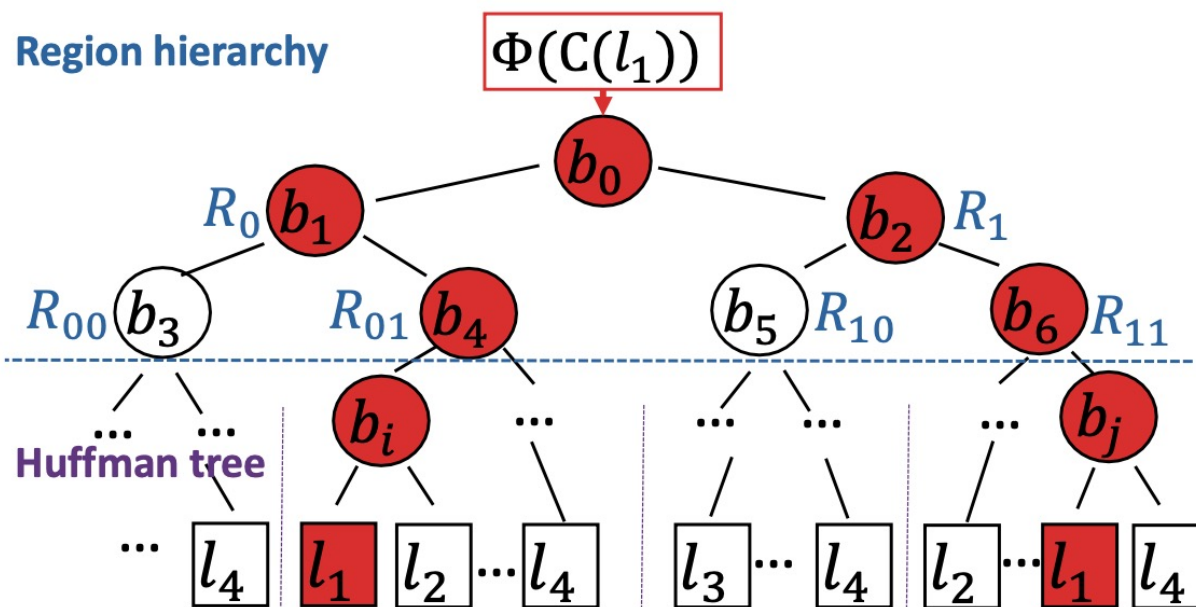 Region hierarchy
Φ(C(l₁))
b₀
R₀ b₁ b₂ R₁
R₀₀ b₃ R₀₁ b₄ b₅ R₁₀ b₆ R₁₁
... ... bᵢ ... ... ... ... bⱼ
Huffman tree
... l₄ l₁ l₂ ... l₄ l₃ ... l₄ l₂ ... l₁ l₄